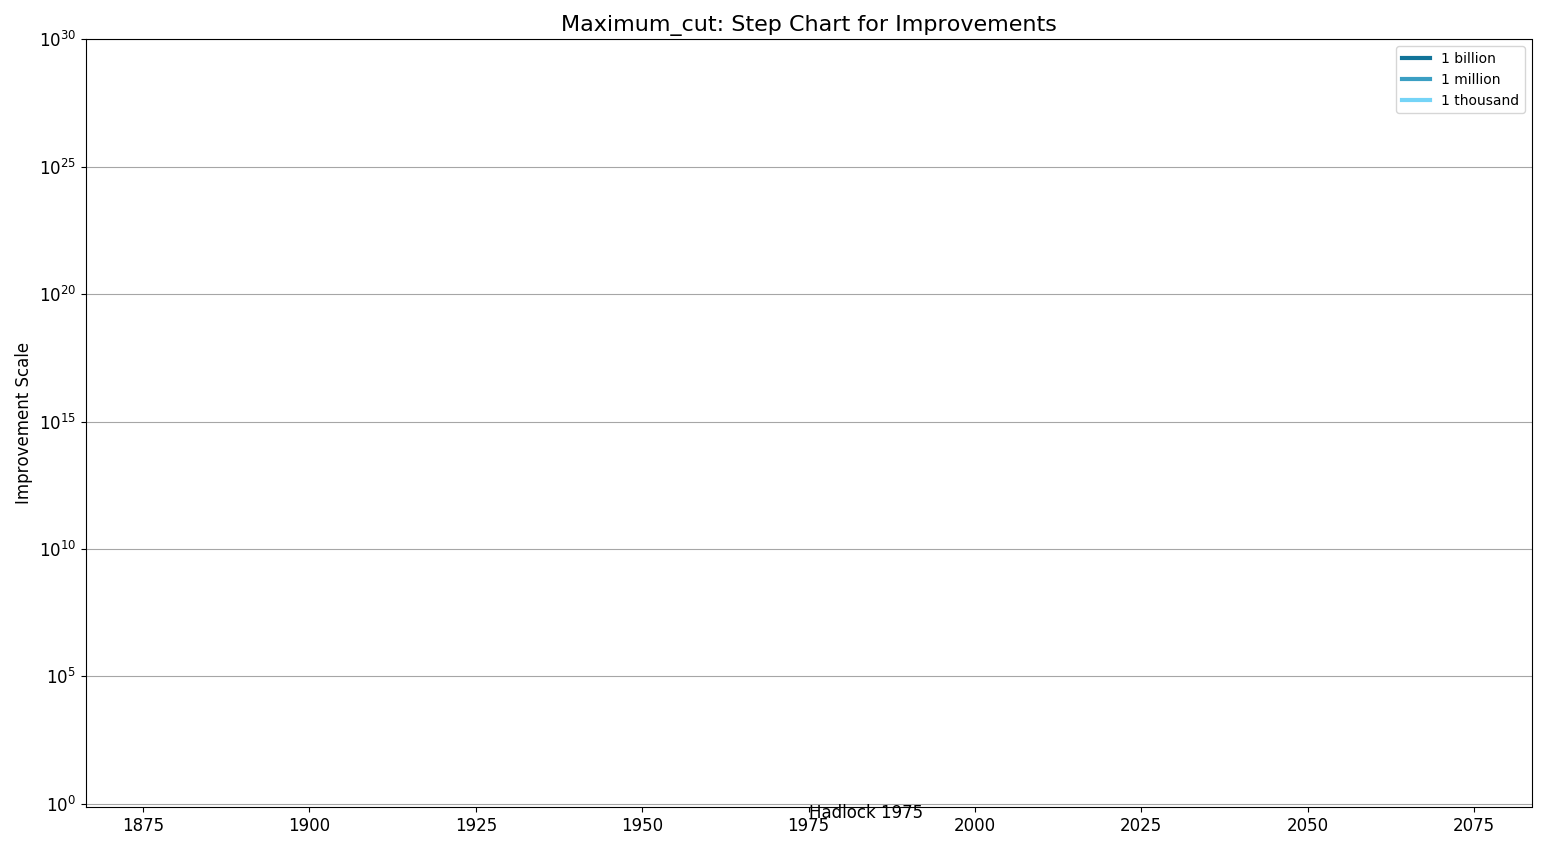 Maximum_cut: Step Chart for Improvements
1 billion
1 million
1 thousand
Improvement Scale
10^30
10^25
10^20
10^15
10^10
10^5
10^0
Hadlock 1975
1875 1900 1925 1950 1975 2000 2025 2050 2075